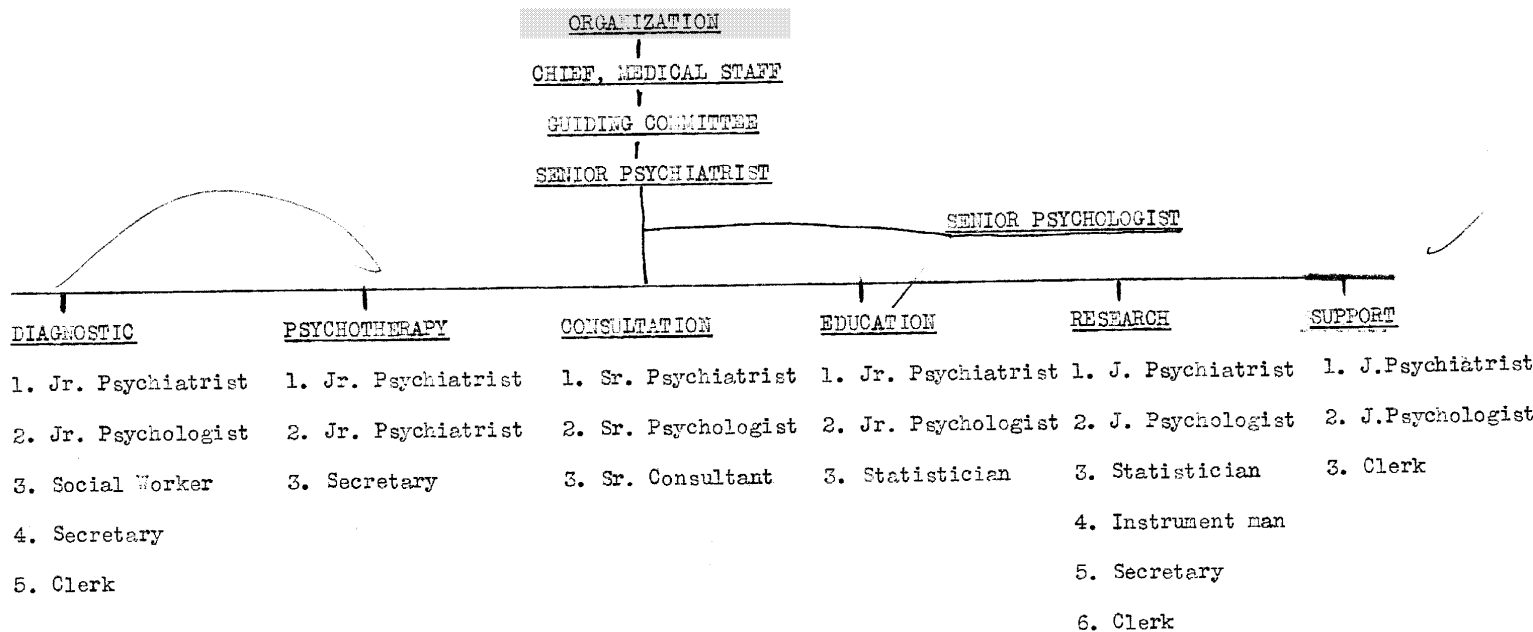 ORGANIZATION
CHIEF, MEDICAL STAFF
GUIDING COMMITTEE
SENIOR PSYCHIATRIST
SENIOR PSYCHOLOGIST
DIAGNOSTIC
1. Jr. Psychiatrist
2. Jr. Psychologist
3. Social Worker
4. Secretary
5. Clerk
PSYCHOTHERAPY
1. Jr. Psychiatrist
2. Jr. Psychiatrist
3. Secretary
CONSULTATION
1. Sr. Psychiatrist
2. Sr. Psychologist
3. Sr. Consultant
EDUCATION
1. Jr. Psychiatrist
2. Jr. Psychologist
3. Statistician
RESEARCH
1. J. Psychiatrist
2. J. Psychologist
3. Statistician
4. Instrument man
5. Secretary
6. Clerk
SUPPORT
1. J.Psychiatrist
2. J.Psychologist
3. Clerk